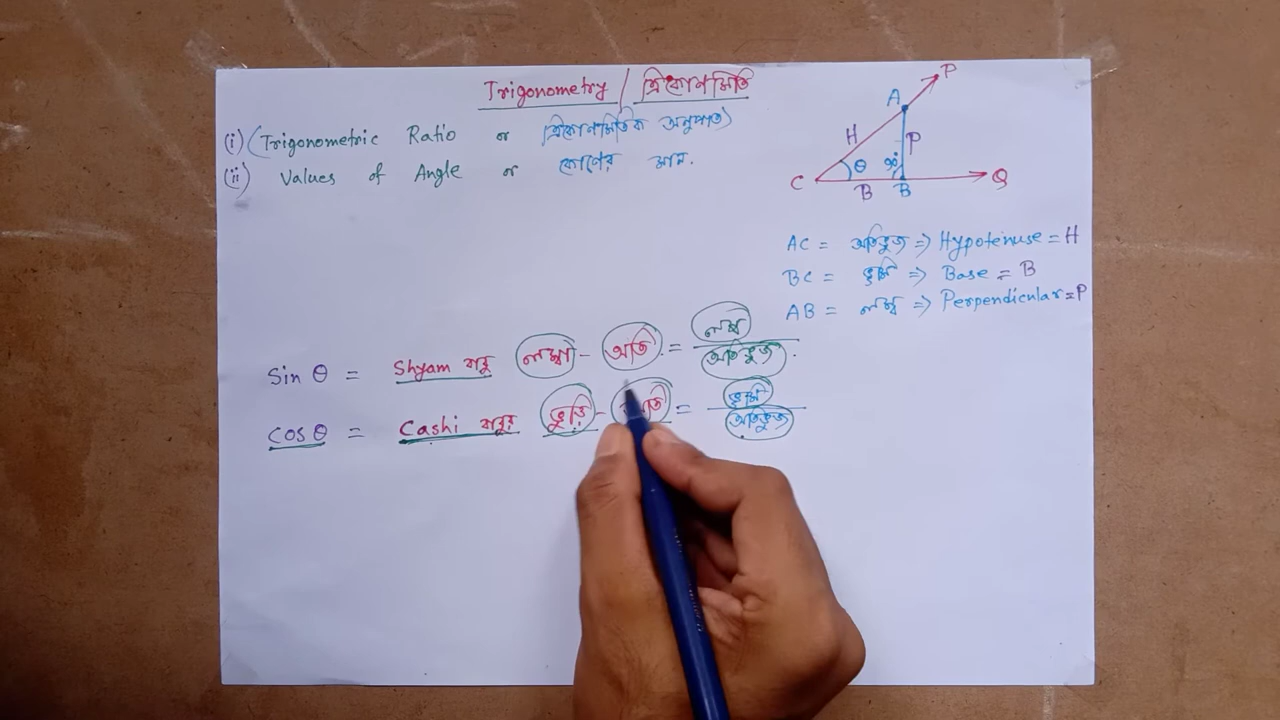 Trigonometry / ত্রিকোণমিতি
(i) (Trigonometric Ratio or ত্রিকোণমিতিক অনুপাত)
(ii) Values of Angle or কোণের মান.
P
A
H
P
θ
90°
C
B
B
Q
AC = অতিভুজ => Hypotenuse = H
BC = ভূমি => Base = B
AB = লম্ব => Perpendicular = P
Sin θ = Shyam বাবু লম্বা - অতি = লম্ব / অতিভুজ.
Cos θ = Cashi বাবুর ভুড়ি - অতি = ভূমি / অতিভুজ